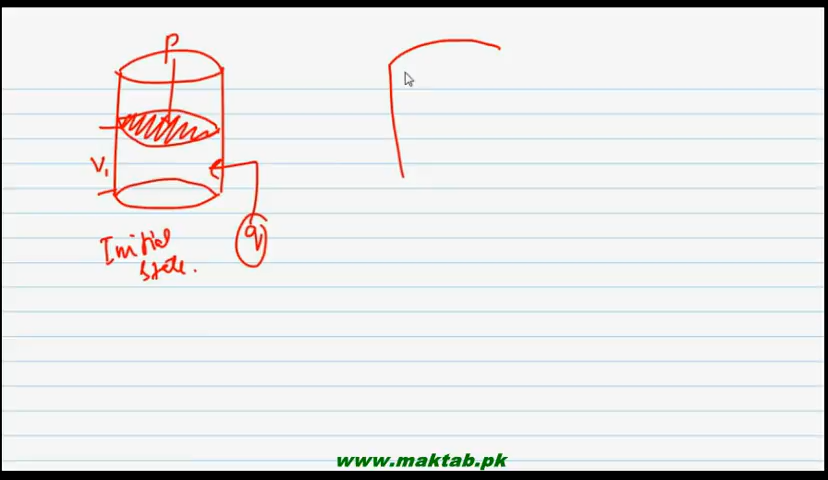 P
V₁
q
Initial
state.
www.maktab.pk